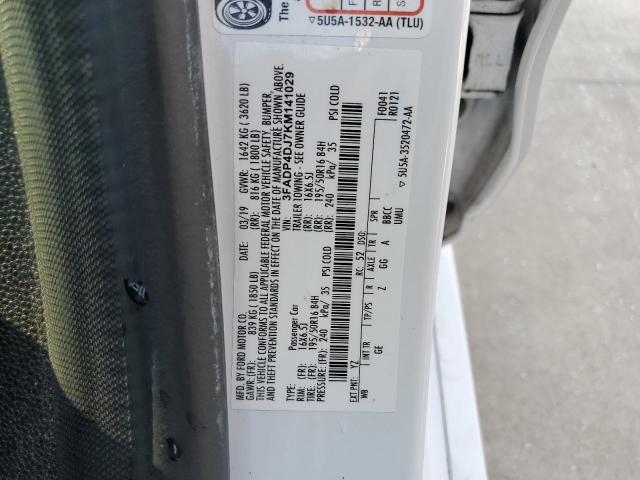 The
F
R
S
▽5U5A-1532-AA (TLU)
MFD. BY FORD MOTOR CO.
DATE: 03/19 GVWR: 1642 KG ( 3620 LB)
GAWR: (FR): 839 KG ( 1850 LB) (RR): 816 KG ( 1800 LB)
THIS VEHICLE CONFORMS TO ALL APPLICABLE FEDERAL MOTOR VEHICLE SAFETY, BUMPER,
AND THEFT PREVENTION STANDARDS IN EFFECT ON THE DATE OF MANUFACTURE SHOWN ABOVE.
VIN: 3FADP4DJ7KM141029
TYPE: Passenger Car TRAILER TOWING - SEE OWNER GUIDE
RIM: (FR): 16X6.5J (RR): 16X6.5J
TIRE: (FR): 195/50R16 84H (RR): 195/50R16 84H
PRESSURE:(FR): 240 kPa/ 35 PSI COLD (RR): 240 kPa/ 35 PSI COLD
EXT PNT: YZ RC: 52 DSO: F0041
R0121
WB INT TR TP/PS R AXLE TR SPR
GE Z GG A BBCC
UMU
▽5U5A-3520472-AA